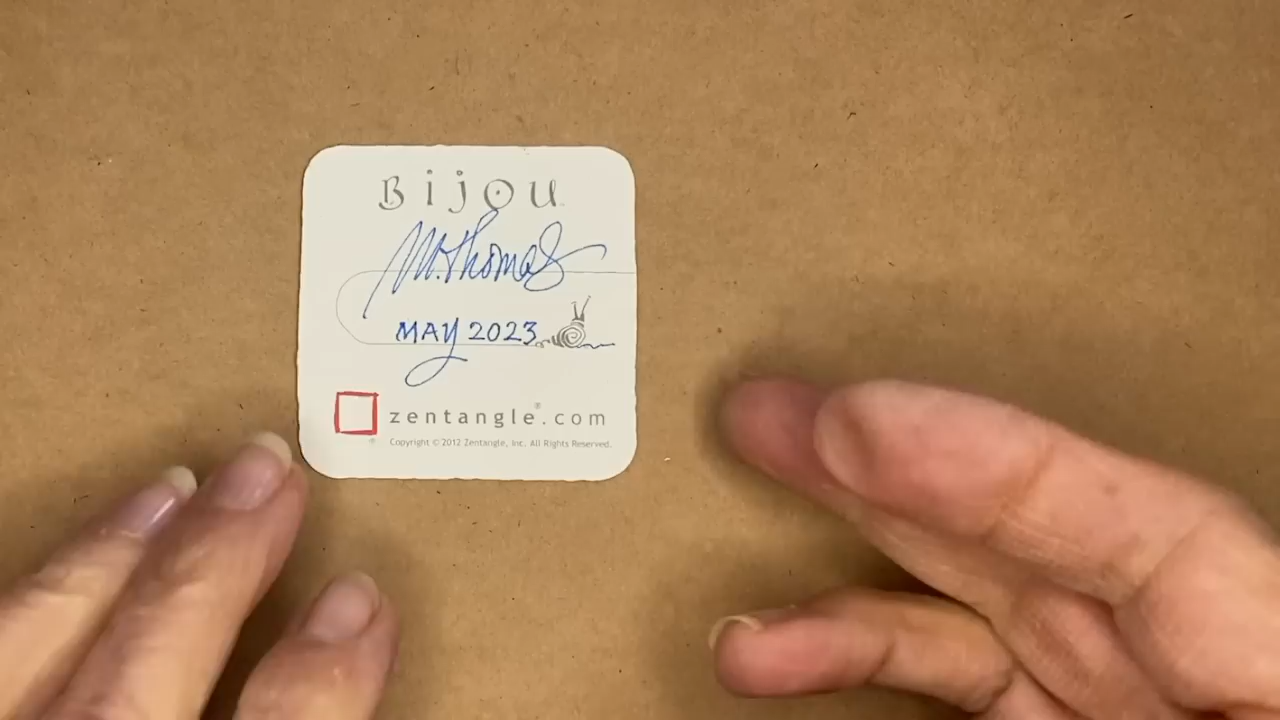 Bijou
M. Thomas
MAY 2023
zentangle®.com
® Copyright © 2012 Zentangle, Inc. All Rights Reserved.